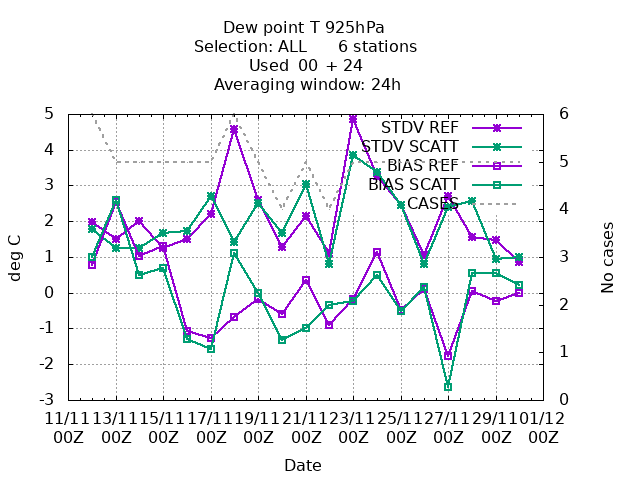 Dew point T 925hPa
Selection: ALL      6 stations
Used  00 + 24
Averaging window: 24h
STDV REF
STDV SCATT
BIAS REF
BIAS SCATT
CASES
5
4
3
2
1
0
-1
-2
-3
deg C
6
5
4
3
2
1
0
No cases
11/11 13/11 15/11 17/11 19/11 21/11 23/11 25/11 27/11 29/11 01/12
00Z 00Z 00Z 00Z 00Z 00Z 00Z 00Z 00Z 00Z 00Z
Date